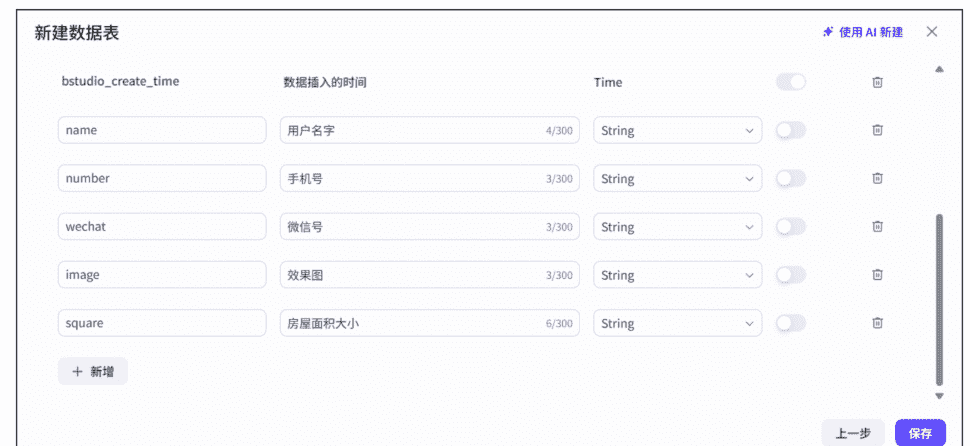 新建数据表
使用 AI 新建
bstudio_create_time 数据插入的时间 Time
name 用户名字 4/300 String
number 手机号 3/300 String
wechat 微信号 3/300 String
image 效果图 3/300 String
square 房屋面积大小 6/300 String
新增
上一步 保存